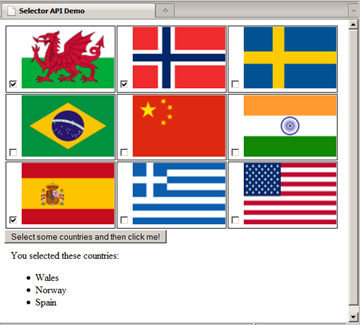 Selector API Demo
Select some countries and then click me!
You selected these countries:
Wales
Norway
Spain